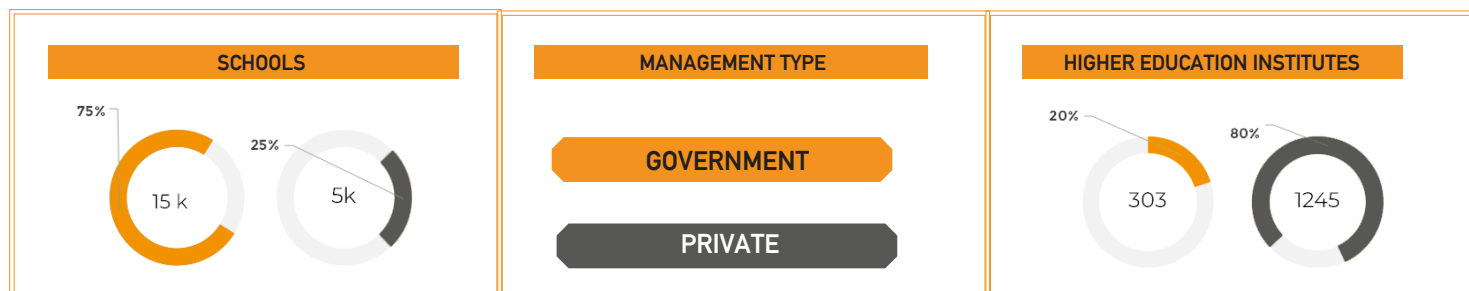 SCHOOLS
75%
15 k
25%
5k
MANAGEMENT TYPE
GOVERNMENT
PRIVATE
HIGHER EDUCATION INSTITUTES
20%
303
80%
1245